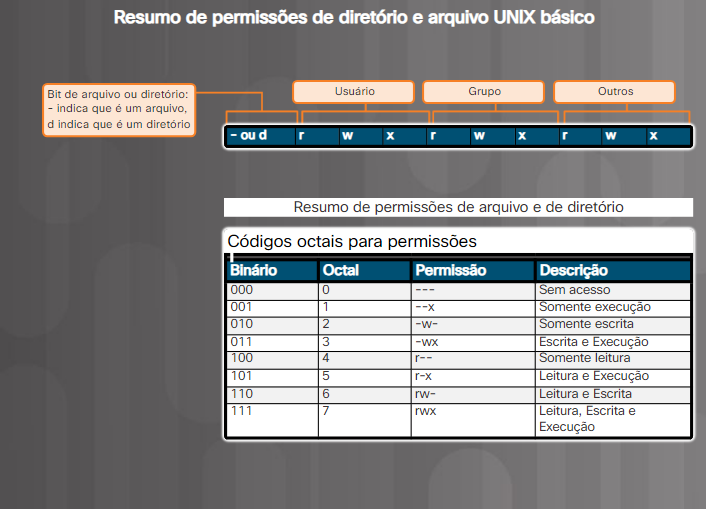 Resumo de permissões de diretório e arquivo UNIX básico
Bit de arquivo ou diretório:
- indica que é um arquivo,
d indica que é um diretório
Usuário Grupo Outros
- ou d r w x r w x r w x
Resumo de permissões de arquivo e de diretório
Códigos octais para permissões
Binário Octal Permissão Descrição
000 0 --- Sem acesso
001 1 --x Somente execução
010 2 -w- Somente escrita
011 3 -wx Escrita e Execução
100 4 r-- Somente leitura
101 5 r-x Leitura e Execução
110 6 rw- Leitura e Escrita
111 7 rwx Leitura, Escrita e
Execução